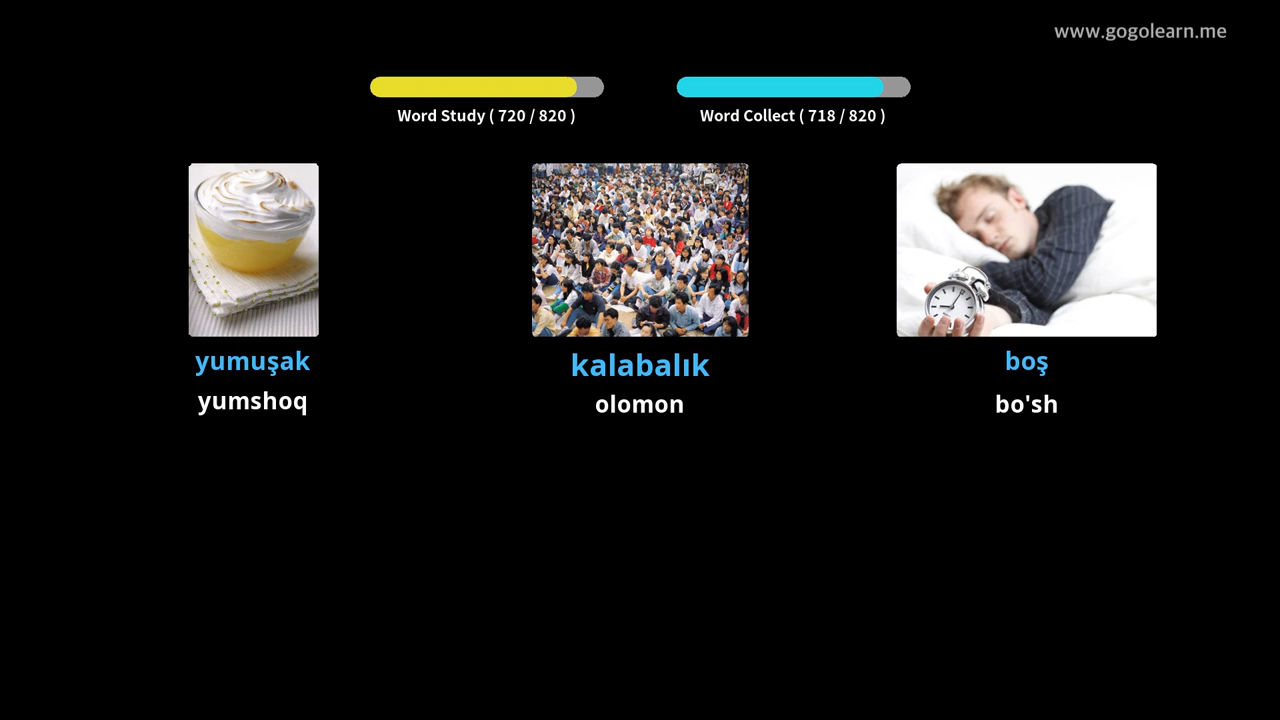 www.gogolearn.me
Word Study ( 720 / 820 )
Word Collect ( 718 / 820 )
yumuşak
kalabalık
boş
yumshoq
olomon
bo'sh